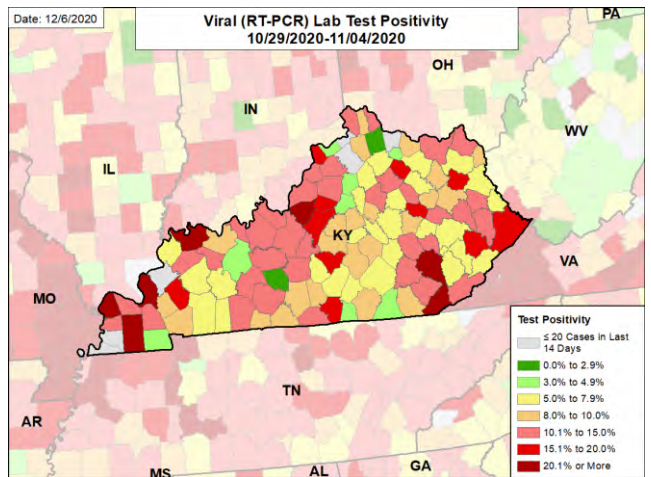 Date: 12/6/2020
Viral (RT-PCR) Lab Test Positivity
10/29/2020-11/04/2020
PA
OH
IN
WV
IL
KY
VA
MO
TN
AR
MS
AL
GA
Test Positivity
≤ 20 Cases in Last
14 Days
0.0% to 2.9%
3.0% to 4.9%
5.0% to 7.9%
8.0% to 10.0%
10.1% to 15.0%
15.1% to 20.0%
20.1% or More